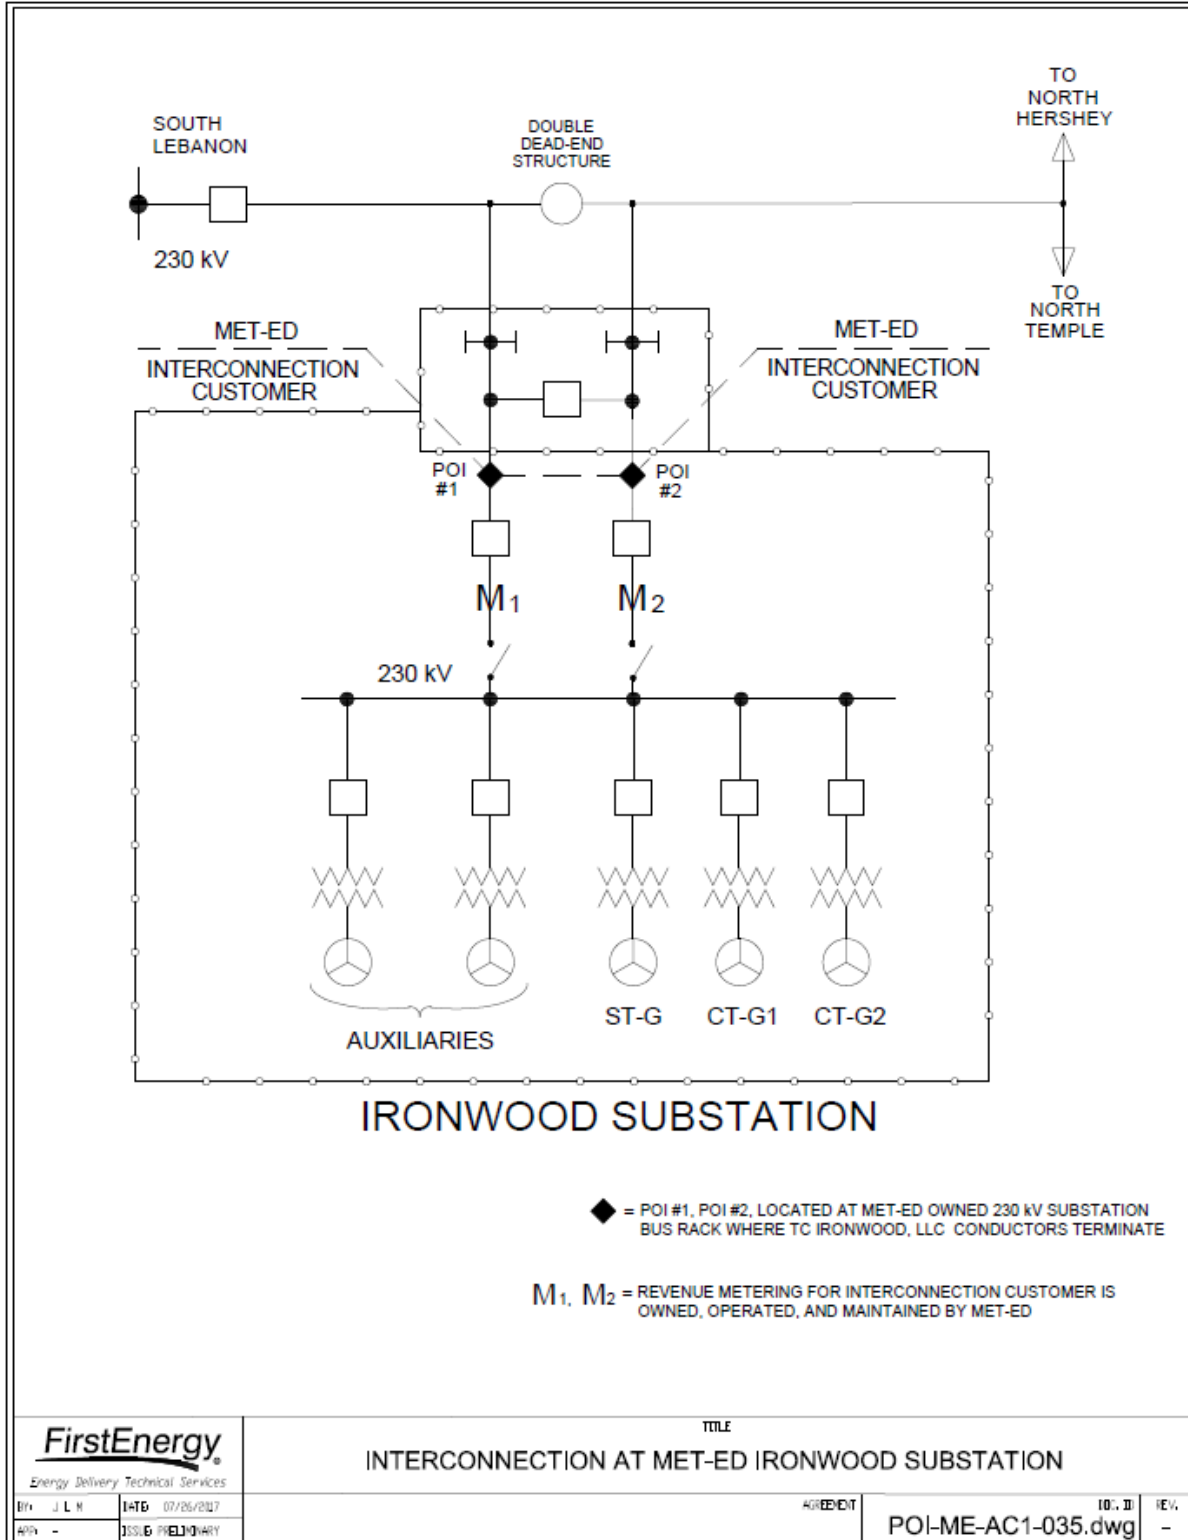 TO
NORTH
HERSHEY
SOUTH
LEBANON
DOUBLE
DEAD-END
STRUCTURE
230 kV
TO
NORTH
TEMPLE
MET-ED
INTERCONNECTION
CUSTOMER
MET-ED
INTERCONNECTION
CUSTOMER
POI
#1
POI
#2
M1
M2
230 kV
AUXILIARIES
ST-G
CT-G1
CT-G2
IRONWOOD SUBSTATION
= POI #1, POI #2, LOCATED AT MET-ED OWNED 230 kV SUBSTATION
BUS RACK WHERE TC IRONWOOD, LLC CONDUCTORS TERMINATE
M1, M2 = REVENUE METERING FOR INTERCONNECTION CUSTOMER IS
OWNED, OPERATED, AND MAINTAINED BY MET-ED
FirstEnergy®
Energy Delivery Technical Services
BY: J L M
DATE: 07/26/2017
APP: -
ISSUE: PRELIMINARY
TITLE
INTERCONNECTION AT MET-ED IRONWOOD SUBSTATION
AGREEMENT
DOC. ID
POI-ME-AC1-035.dwg
REV.
-